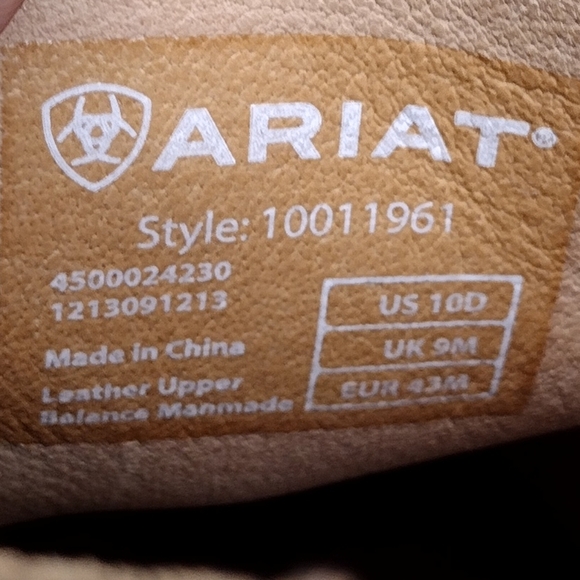 ARIAT®
Style: 10011961
4500024230
1213091213
Made in China
Leather Upper
Balance Manmade
US 10D
UK 9M
EUR 43M